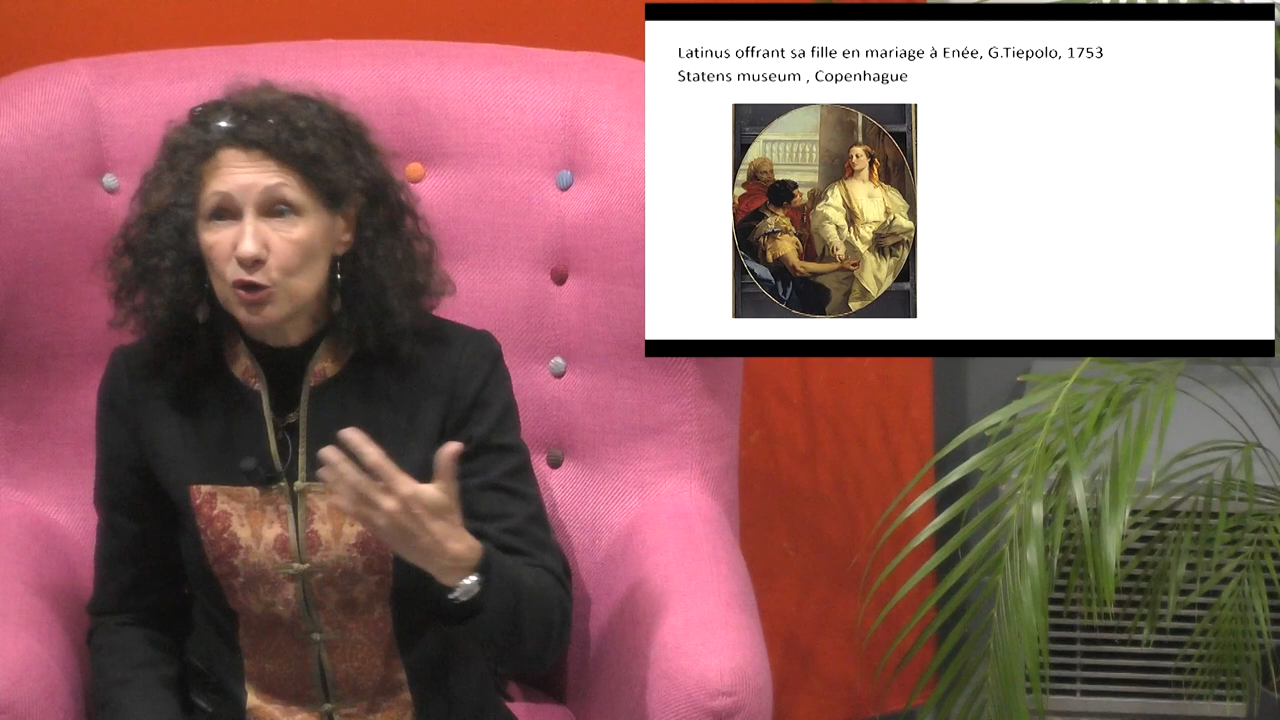 Latinus offrant sa fille en mariage à Enée, G.Tiepolo, 1753
Statens museum , Copenhague